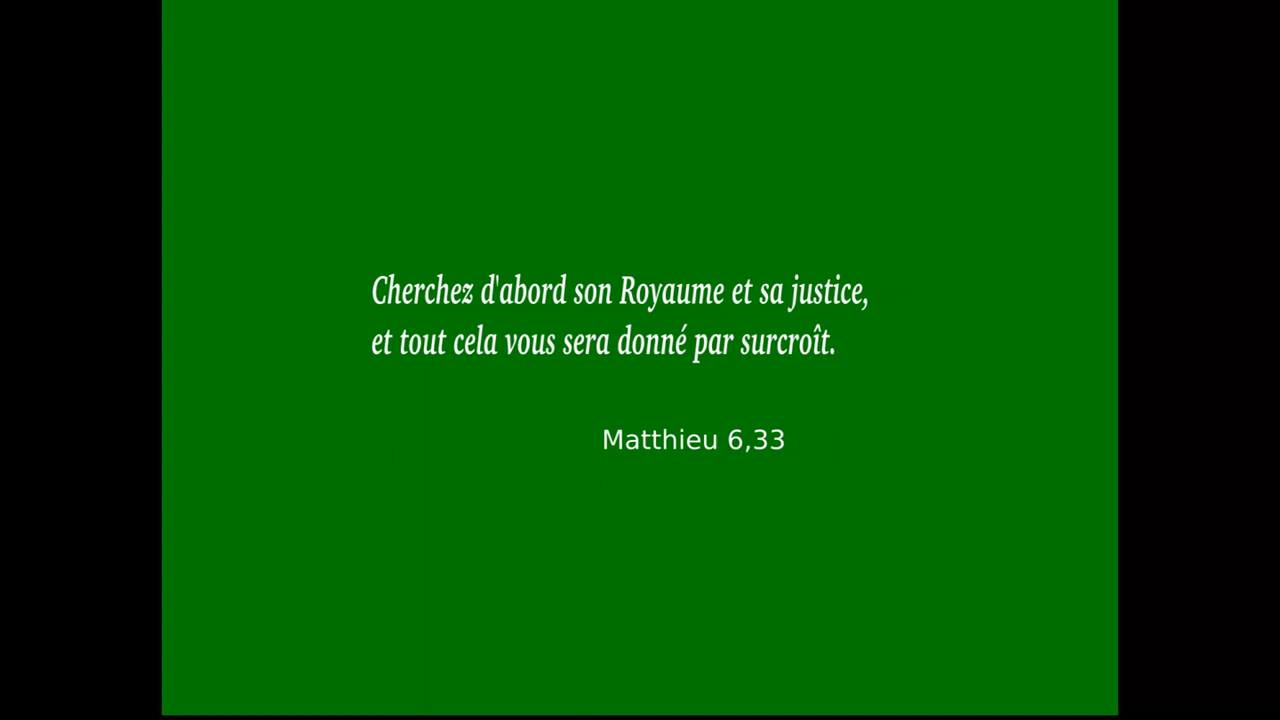 Cherchez d'abord son Royaume et sa justice,
et tout cela vous sera donné par surcroît.
Matthieu 6,33